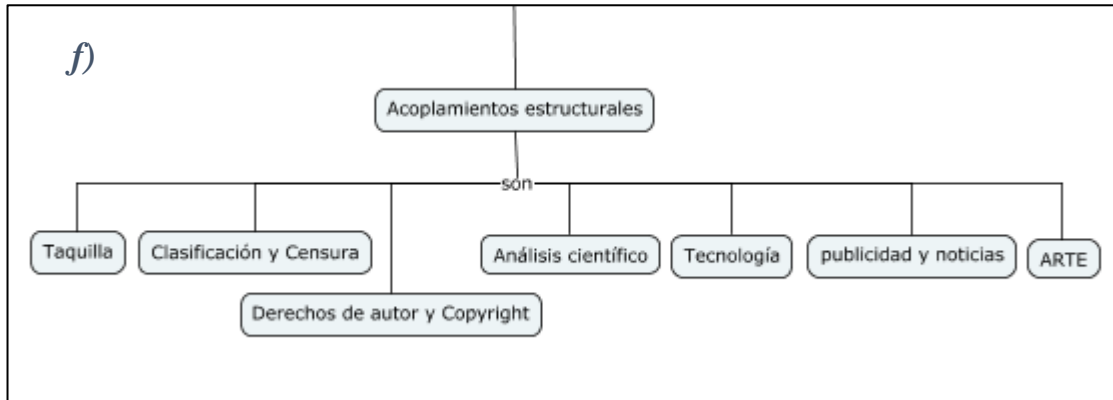 f)
Acoplamientos estructurales
son
Taquilla
Clasificación y Censura
Análisis científico
Tecnología
publicidad y noticias
ARTE
Derechos de autor y Copyright